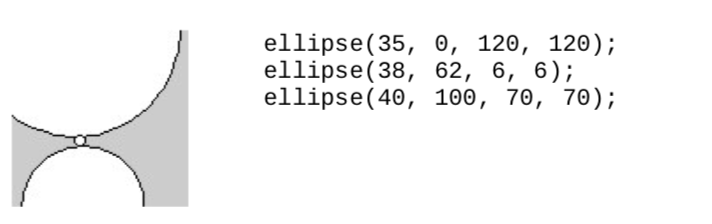 ellipse(35, 0, 120, 120);
ellipse(38, 62, 6, 6);
ellipse(40, 100, 70, 70);